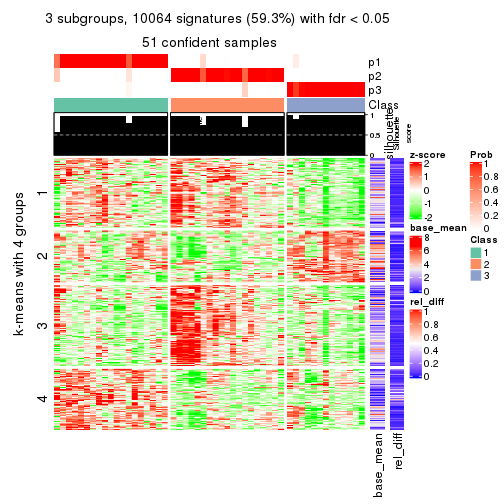 3 subgroups, 10064 signatures (59.3%) with fdr < 0.05
51 confident samples
p1
p2
p3
Class
silhouette
Silhouette
score
1
0.5
0
k-means with 4 groups
1
2
3
4
base_mean
rel_diff
z-score
2
1
0
-1
-2
base_mean
8
6
4
2
0
rel_diff
1
0.8
0.6
0.4
0.2
0
Prob
1
0.8
0.6
0.4
0.2
0
Class
1
2
3